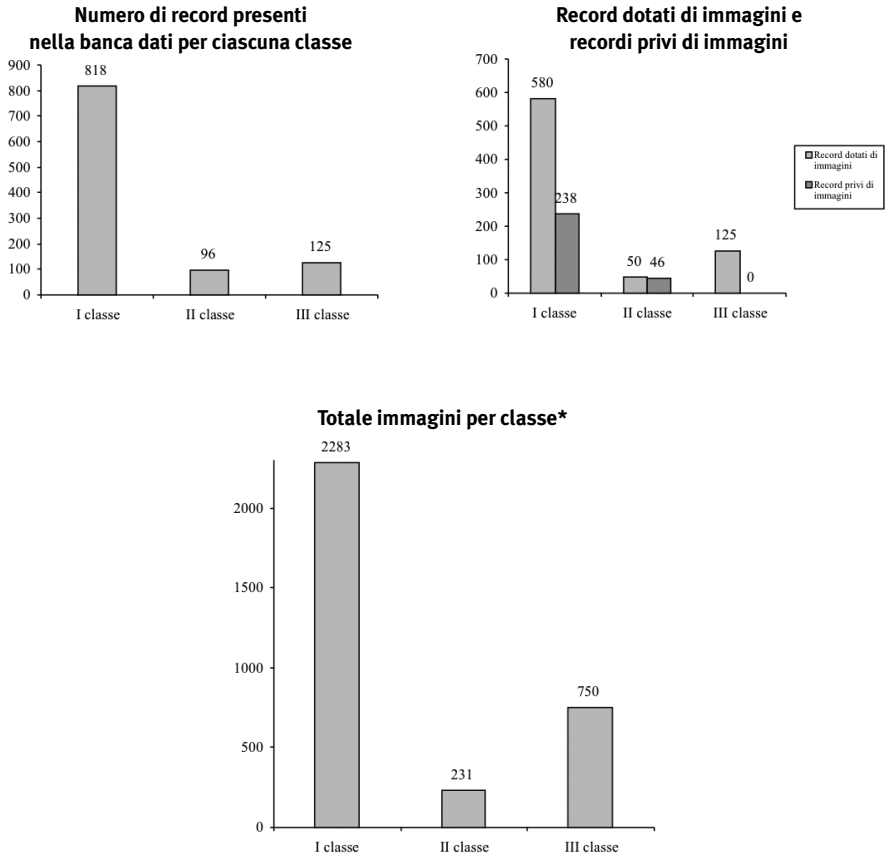 Numero di record presenti
nella banca dati per ciascuna classe
900
800
700
600
500
400
300
200
100
0
818
96
125
I classe
II classe
III classe
Record dotati di immagini e
recordi privi di immagini
700
600
500
400
300
200
100
0
580
238
50
46
125
0
I classe
II classe
III classe
Record dotati di
immagini
Record privi di
immagini
Totale immagini per classe*
2000
1500
1000
500
0
2283
231
750
I classe
II classe
III classe